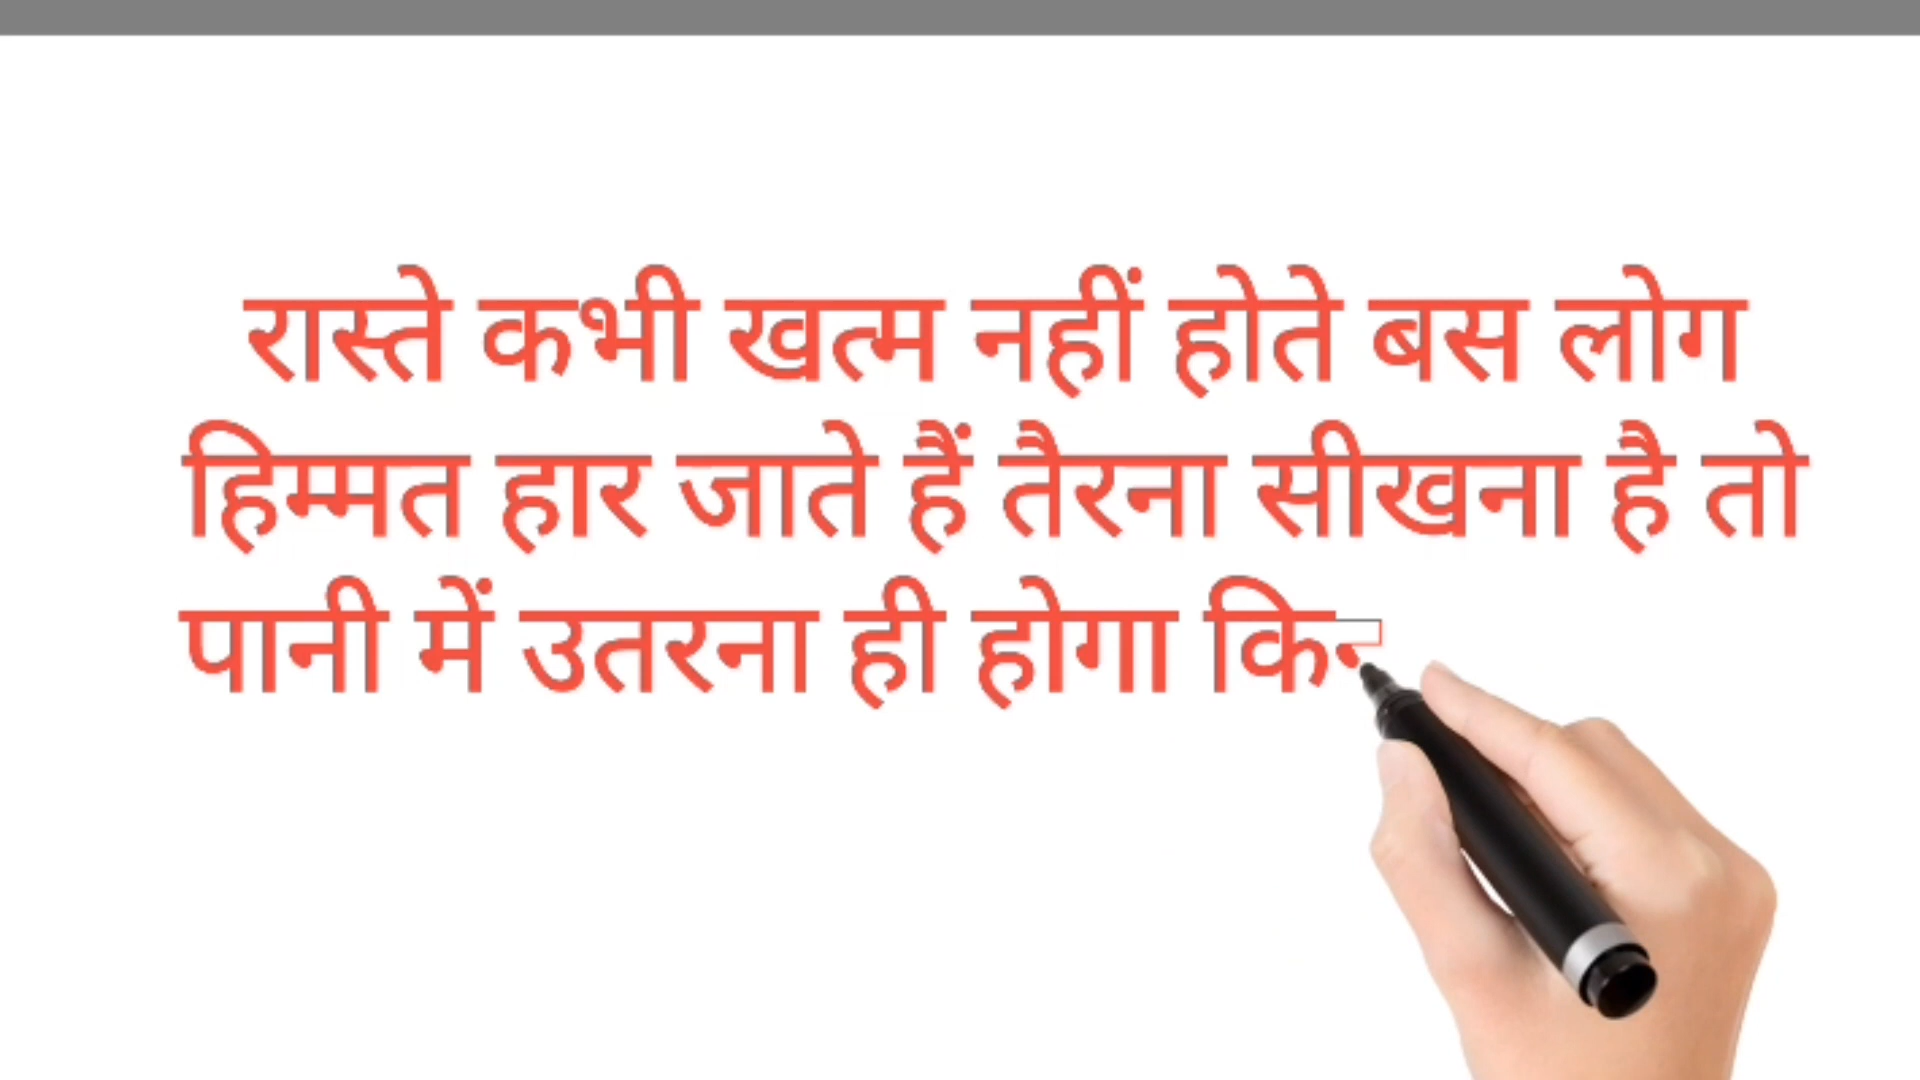 रास्ते कभी खत्म नहीं होते बस लोग
हिम्मत हार जाते हैं तैरना सीखना है तो
पानी में उतरना ही होगा